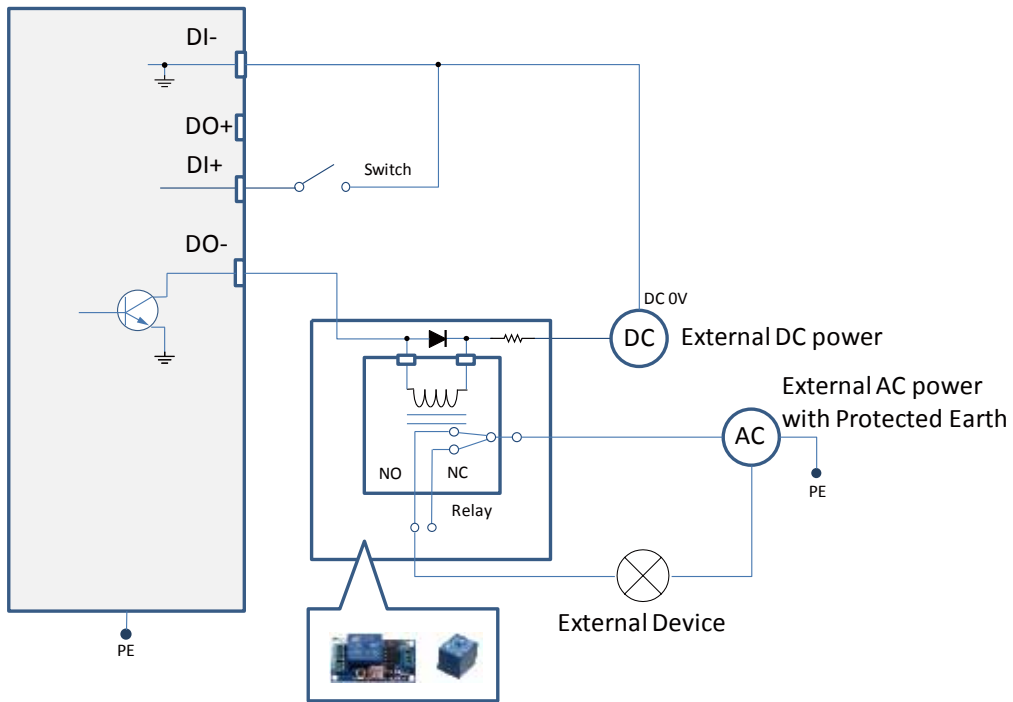 DI-
DO+
DI+
Switch
DO-
DC 0V
DC
External DC power
External AC power
with Protected Earth
AC
NO
NC
PE
Relay
External Device
PE